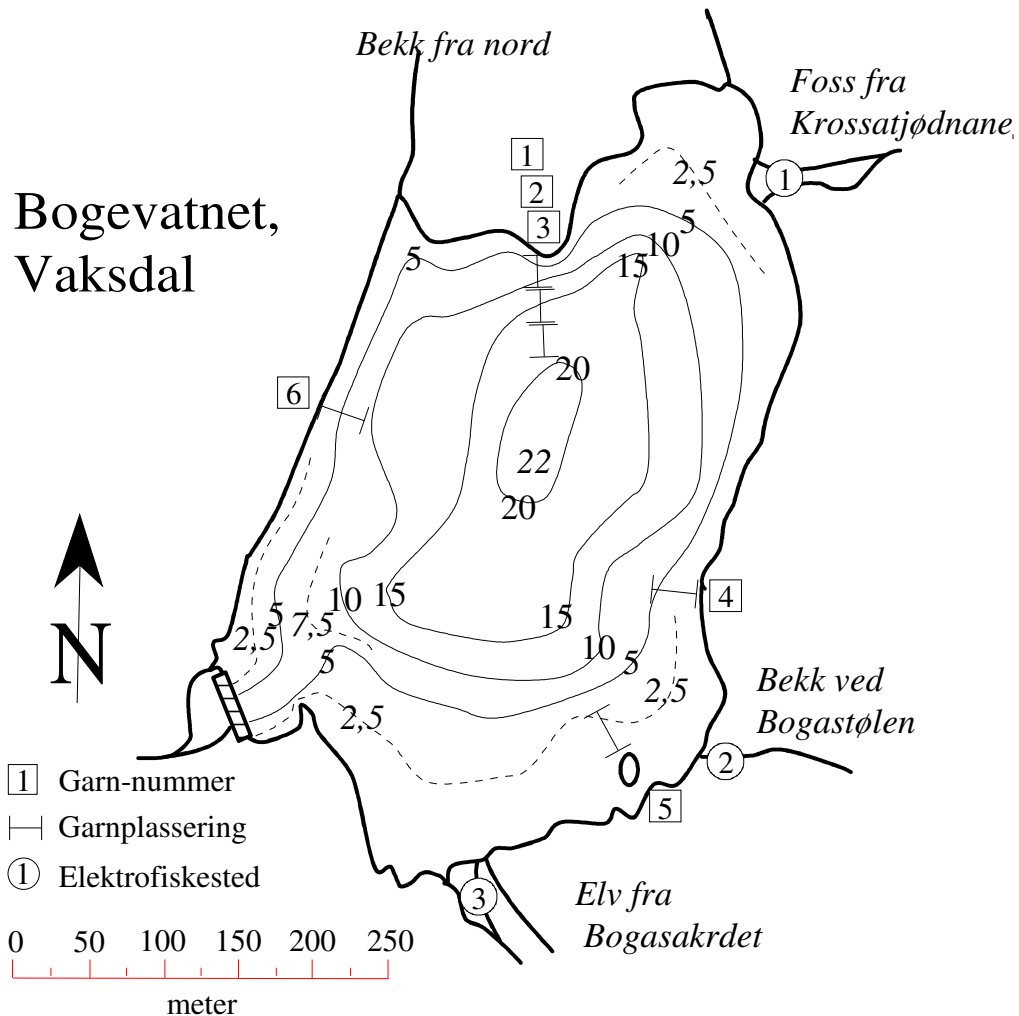 Bekk fra nord
Foss fra
Krossatjødnane,
1
2
3
1
2,5
Bogevatnet,
Vaksdal
5
5
10
15
20
6
22
20
N
10
15
15
4
5
7,5
2,5
10
5
5
2,5
2,5
Bekk ved
Bogastølen
2
1 Garn-nummer
5
Garnplassering
1 Elektrofiskested
3
Elv fra
Bogasakrdet
0 50 100 150 200 250
meter